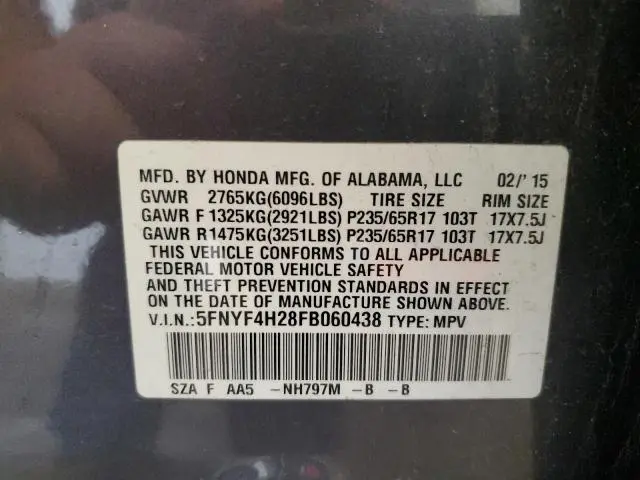 MFD. BY HONDA MFG. OF ALABAMA, LLC 02/' 15
GVWR 2765KG(6096LBS) TIRE SIZE RIM SIZE
GAWR F 1325KG(2921LBS) P235/65R17 103T 17X7.5J
GAWR R 1475KG(3251LBS) P235/65R17 103T 17X7.5J
THIS VEHICLE CONFORMS TO ALL APPLICABLE
FEDERAL MOTOR VEHICLE SAFETY
AND THEFT PREVENTION STANDARDS IN EFFECT
ON THE DATE OF MANUFACTURE SHOWN ABOVE.
V.I.N.:5FNYF4H28FB060438 TYPE: MPV
SZA F AA5 -NH797M -B -B